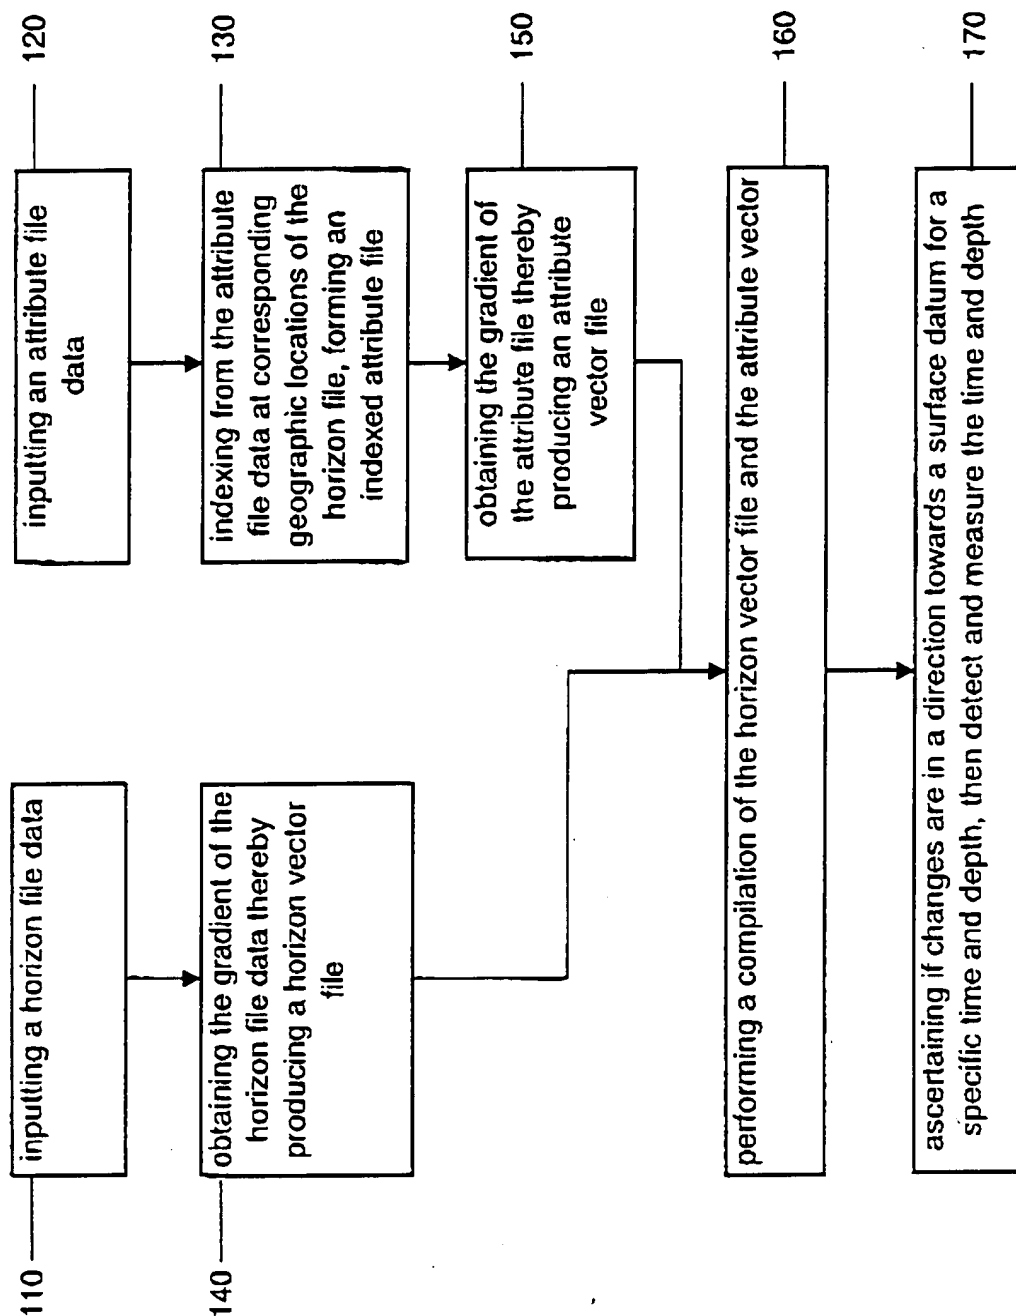 110
inputting a horizon file data
120
inputting an attribute file
data
130
indexing from the attribute
file data at corresponding
geographic locations of the
horizon file, forming an
indexed attribute file
140
obtaining the gradient of the
horizon file data thereby
producing a horizon vector
file
150
obtaining the gradient of
the attribute file thereby
producing an attribute
vector file
160
performing a compilation of the horizon vector file and the attribute vector
170
ascertaining if changes are in a direction towards a surface datum for a
specific time and depth, then detect and measure the time and depth